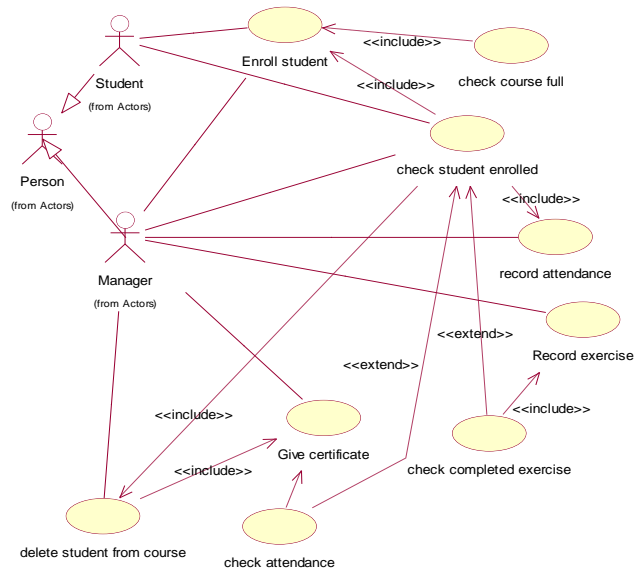 <<include>>
Enroll student
Student
<<include>>
check course full
(from Actors)
Person
check student enrolled
(from Actors)
<<include>>
Manager
record attendance
(from Actors)
<<extend>>
Record exercise
<<extend>>
<<include>>
<<include>>
Give certificate
<<include>>
check completed exercise
delete student from course
check attendance